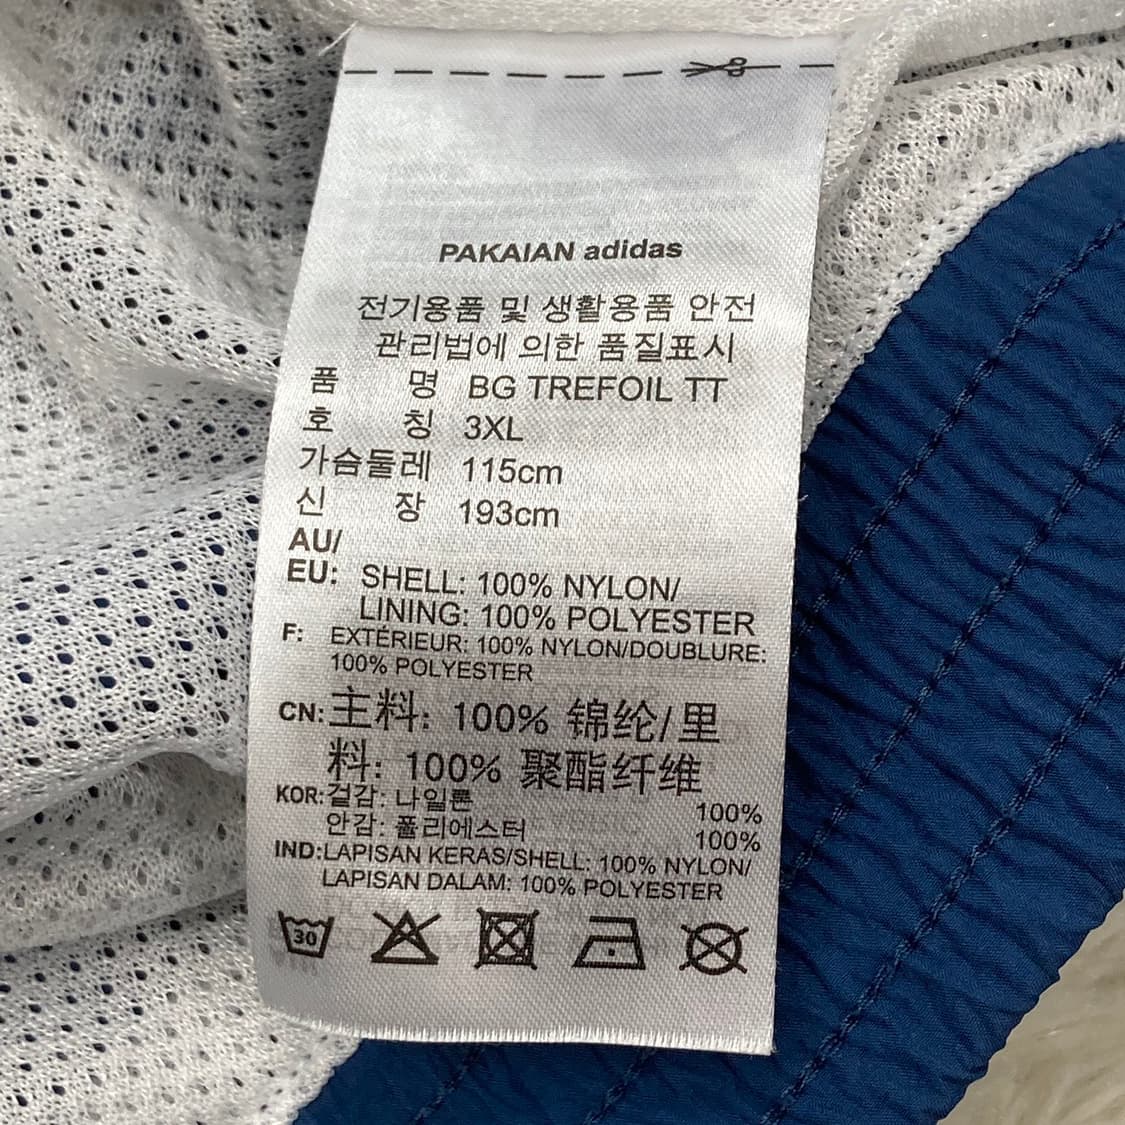 PAKAIAN adidas
전기용품 및 생활용품 안전
관리법에 의한 품질표시
품 명 BG TREFOIL TT
호 칭 3XL
가슴둘레 115cm
신 장 193cm
AU/
EU: SHELL: 100% NYLON/
LINING: 100% POLYESTER
F: EXTÉRIEUR: 100% NYLON/DOUBLURE:
100% POLYESTER
CN: 主料: 100% 锦纶/里
料: 100% 聚酯纤维
KOR: 겉감: 나일론 100%
안감: 폴리에스터 100%
IND: LAPISAN KERAS/SHELL: 100% NYLON/
LAPISAN DALAM: 100% POLYESTER
30